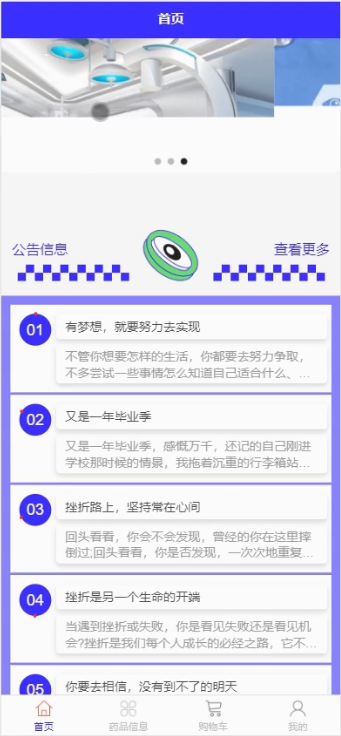 首页
公告信息
查看更多
01
有梦想，就要努力去实现
不管你想要怎样的生活，你都要去努力争取，
不多尝试一些事情怎么知道自己适合什么、...
02
又是一年毕业季
又是一年毕业季，感慨万千，还记的自己刚进
学校那时候的情景，我拖着沉重的行李箱站...
03
挫折路上，坚持常在心间
回头看看，你会不会发现，曾经的你在这里摔
倒过;回头看看，你是否发现，一次次地重复...
04
挫折是另一个生命的开端
当遇到挫折或失败，你是看见失败还是看见机
会?挫折是我们每个人成长的必经之路，它不...
05
你要去相信，没有到不了的明天
首页
药品信息
购物车
我的